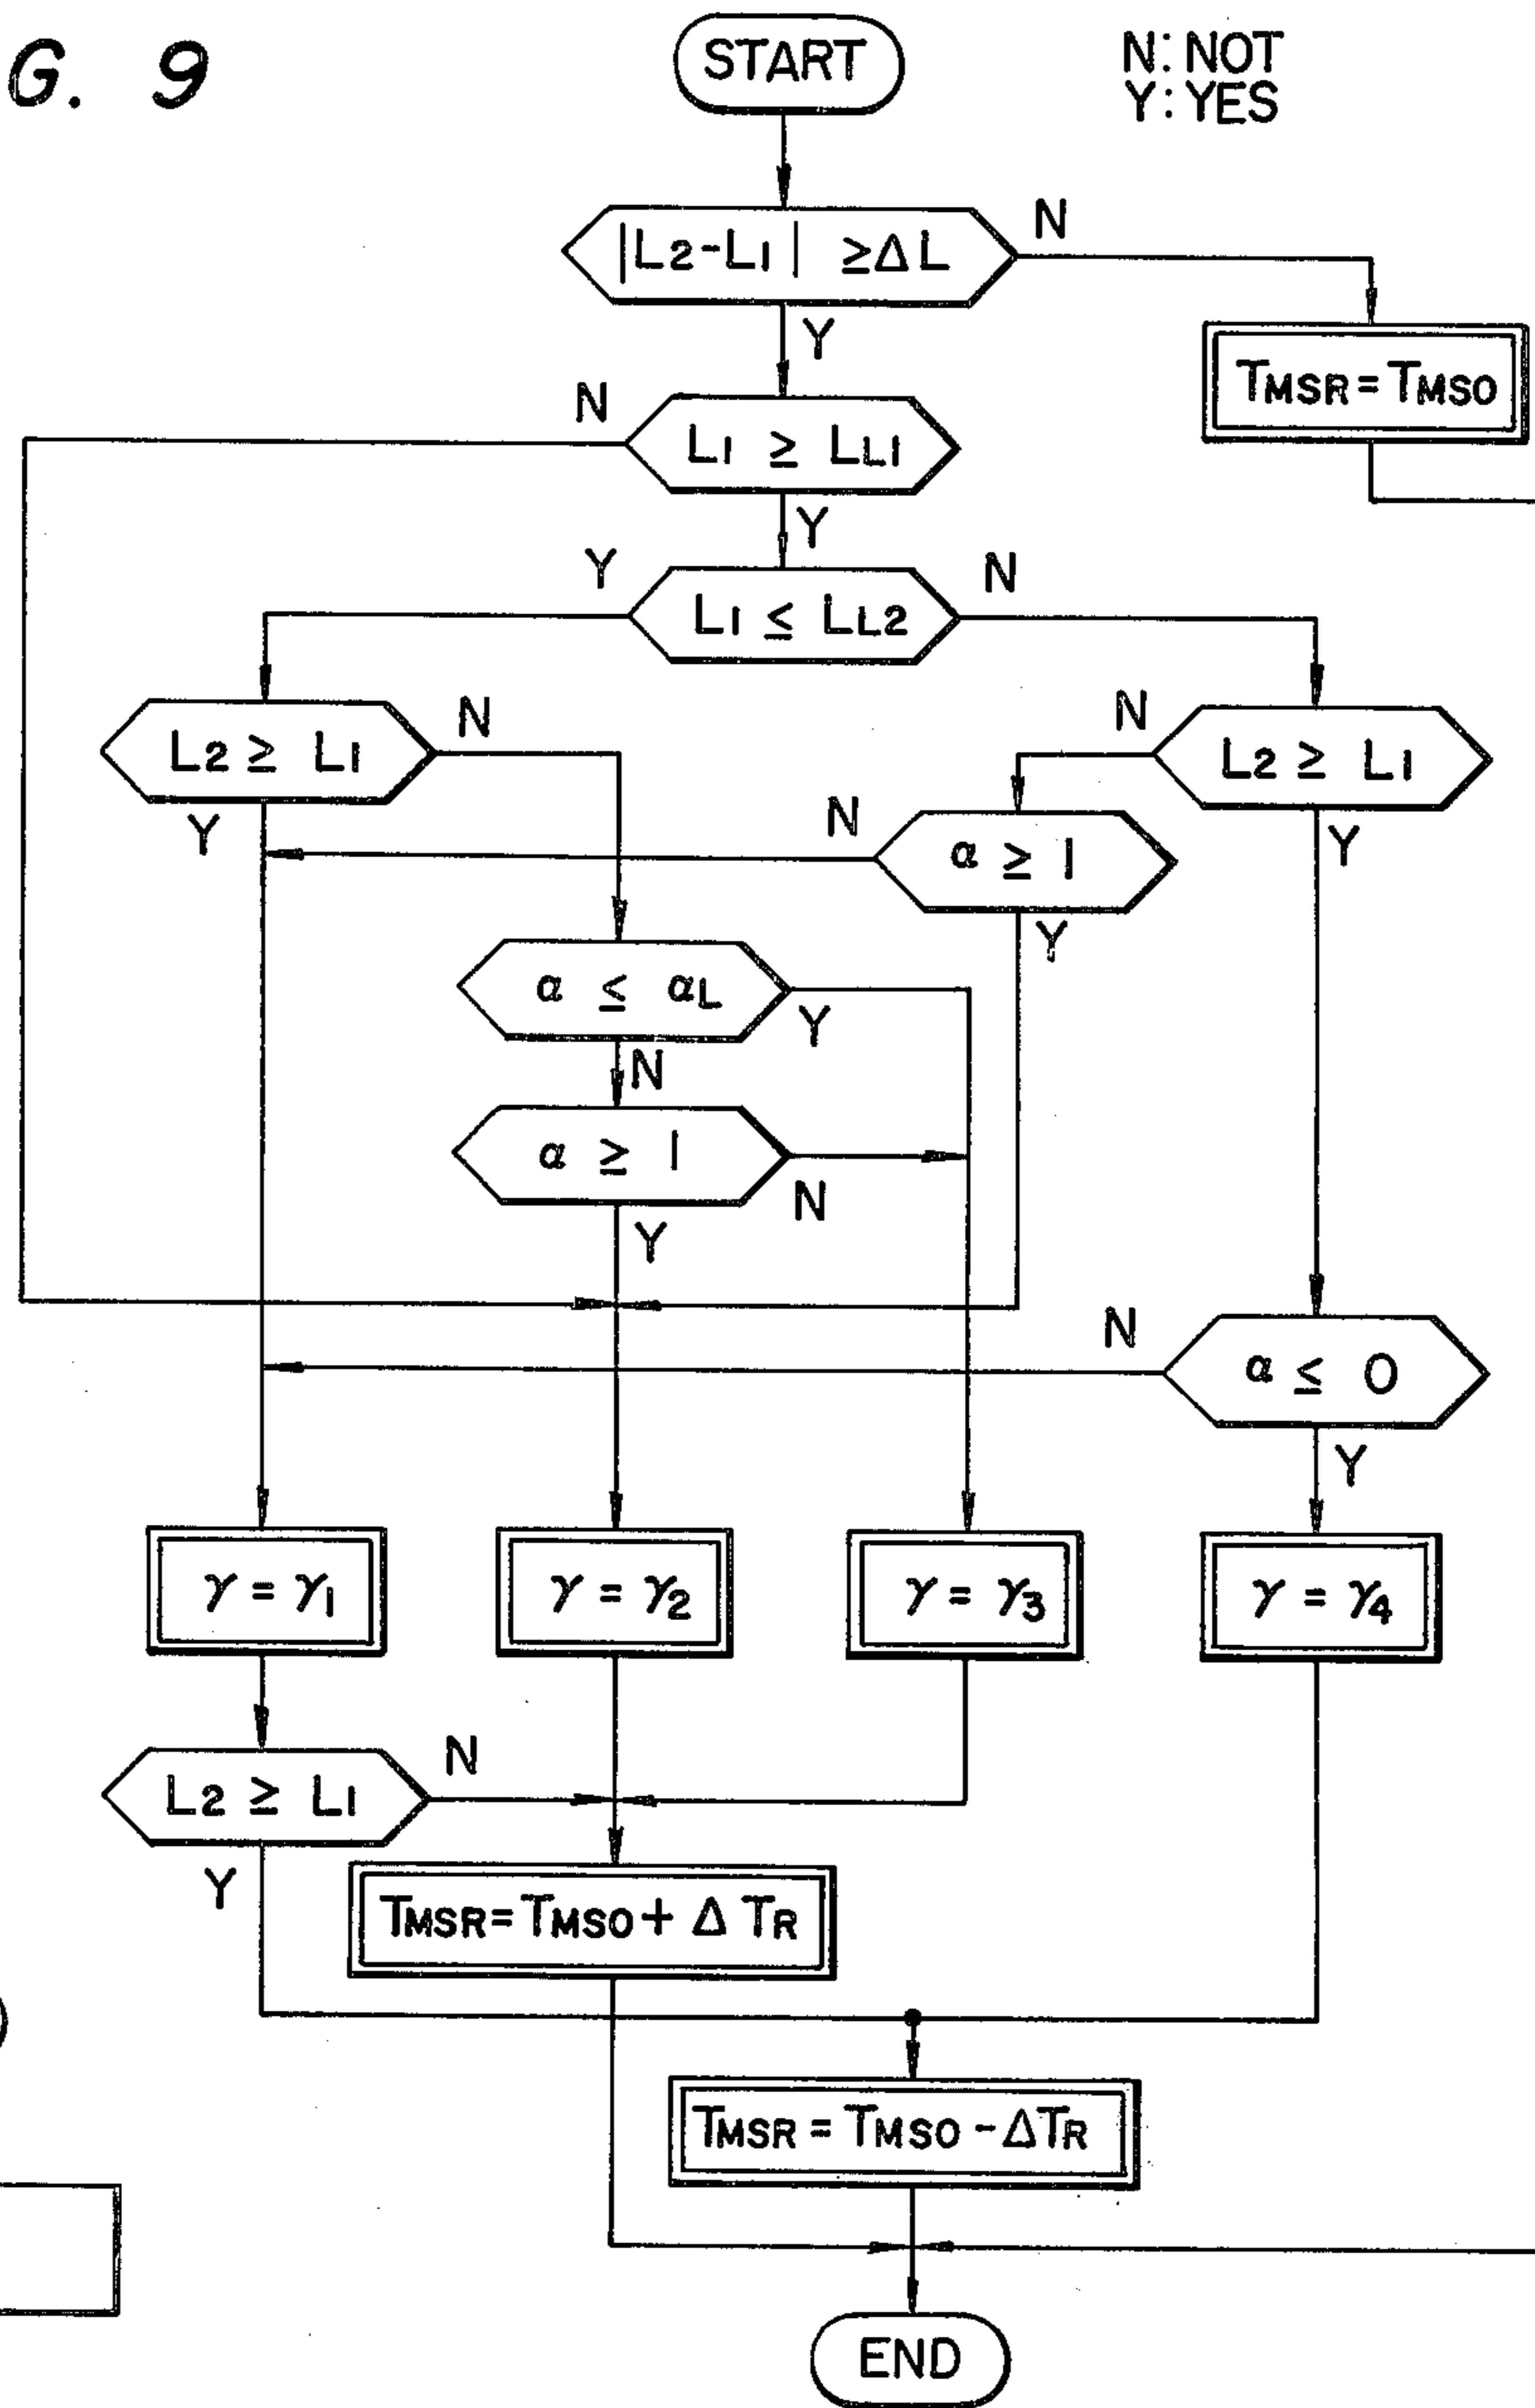 G. 9
START
N: NOT
Y: YES
|L2-L1| ≥ΔL
N
Y
TMSR=TMSO
N
L1 ≥ LL1
Y
Y
L1 ≤ LL2
N
L2 ≥ L1
N
Y
N
L2 ≥ L1
Y
N
α ≥ 1
Y
α ≤ αL
Y
N
α ≥ 1
N
Y
N
α ≤ 0
Y
γ = γ1
γ = γ2
γ = γ3
γ = γ4
L2 ≥ L1
N
Y
TMSR=TMSO+ Δ TR
TMSR = TMSO -ΔTR
END